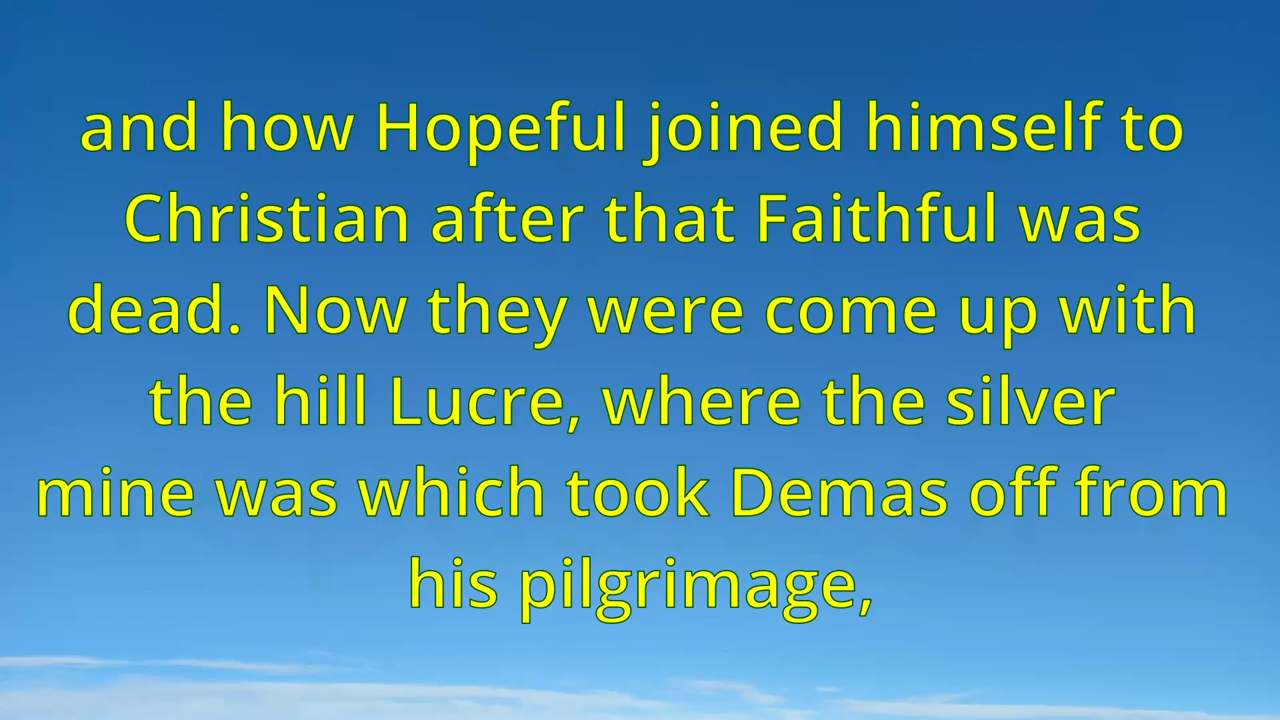 and how Hopeful joined himself to
Christian after that Faithful was
dead. Now they were come up with
the hill Lucre, where the silver
mine was which took Demas off from
his pilgrimage,